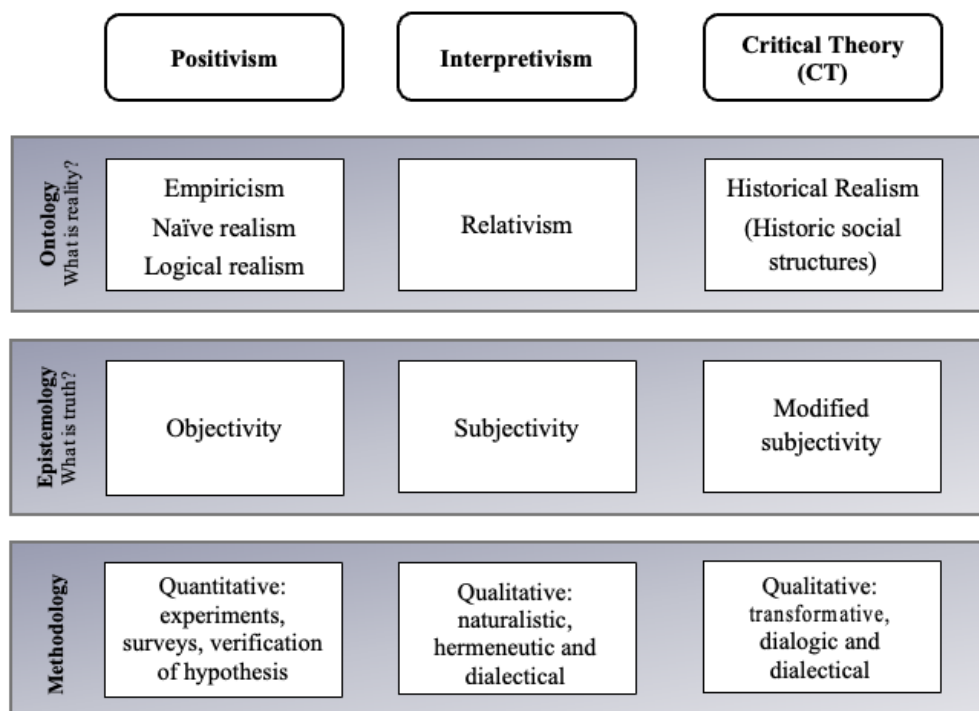 Positivism
Interpretivism
Critical Theory
(CT)
Ontology
What is reality?
Empiricism
Naïve realism
Logical realism
Relativism
Historical Realism
(Historic social
structures)
Epistemology
What is truth?
Objectivity
Subjectivity
Modified
subjectivity
Methodology
Quantitative:
experiments,
surveys, verification
of hypothesis
Qualitative:
naturalistic,
hermeneutic and
dialectical
Qualitative:
transformative,
dialogic and
dialectical